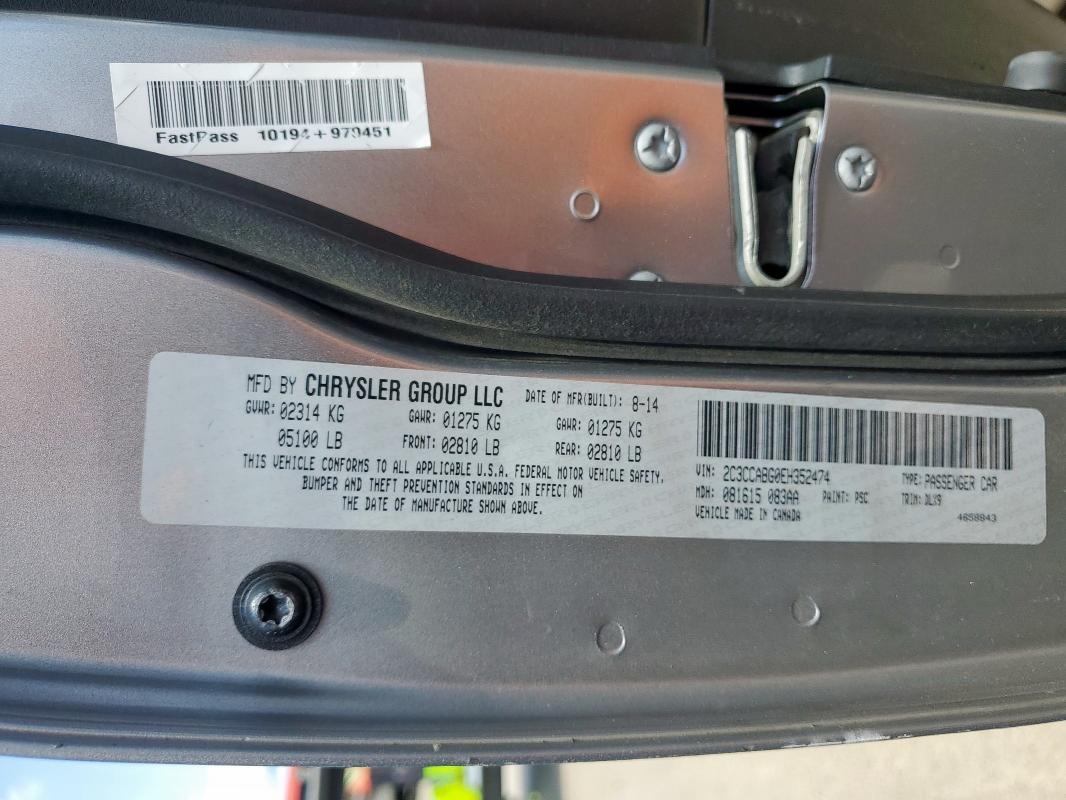 FastPass 10194+979451
MFD BY CHRYSLER GROUP LLC DATE OF MFR(BUILT): 8-14
GVWR: 02314 KG GAWR: 01275 KG GAWR: 01275 KG
05100 LB FRONT: 02810 LB REAR: 02810 LB
THIS VEHICLE CONFORMS TO ALL APPLICABLE U.S.A. FEDERAL MOTOR VEHICLE SAFETY,
BUMPER AND THEFT PREVENTION STANDARDS IN EFFECT ON
THE DATE OF MANUFACTURE SHOWN ABOVE.
VIN: 2C3CCABG0EH352474 TYPE: PASSENGER CAR
MDH: 081615 083AA PAINT: PSC TRIM: DLX9
VEHICLE MADE IN CANADA 4658943